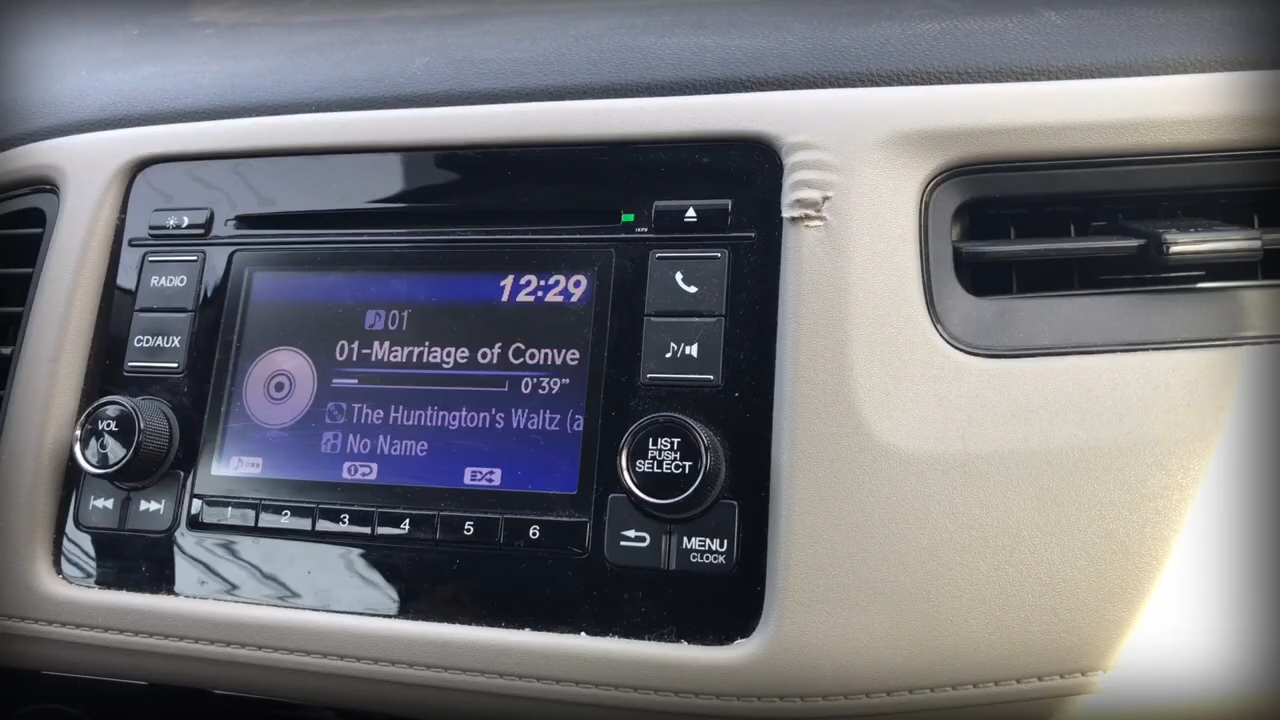 RADIO
CD/AUX
VOL
12:29
01
01-Marriage of Conve
0'39"
The Huntington's Waltz (a
No Name
1 2 3 4 5 6
LIST
PUSH
SELECT
MENU
CLOCK